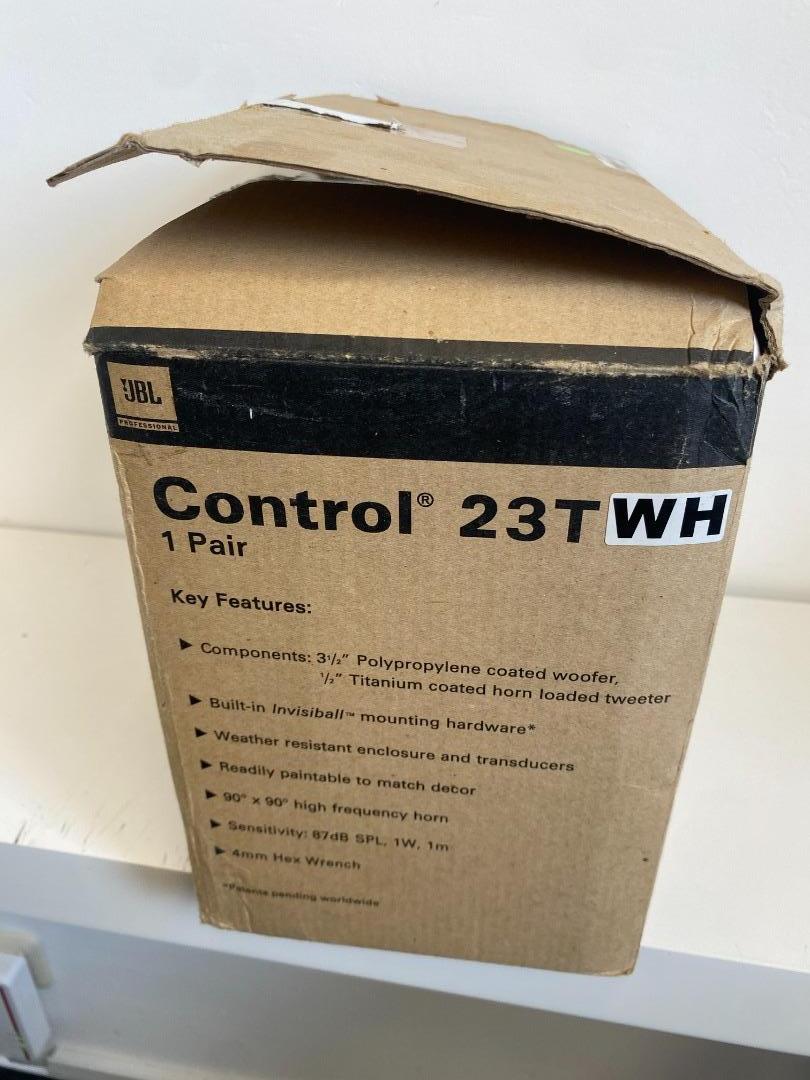 JBL
PROFESSIONAL
Control® 23T WH
1 Pair
Key Features:
► Components: 3½" Polypropylene coated woofer,
½" Titanium coated horn loaded tweeter
► Built-in Invisiball™ mounting hardware*
► Weather resistant enclosure and transducers
► Readily paintable to match decor
► 90° x 90° high frequency horn
► Sensitivity: 87dB SPL, 1W, 1m
► 4mm Hex Wrench
*Patents pending worldwide